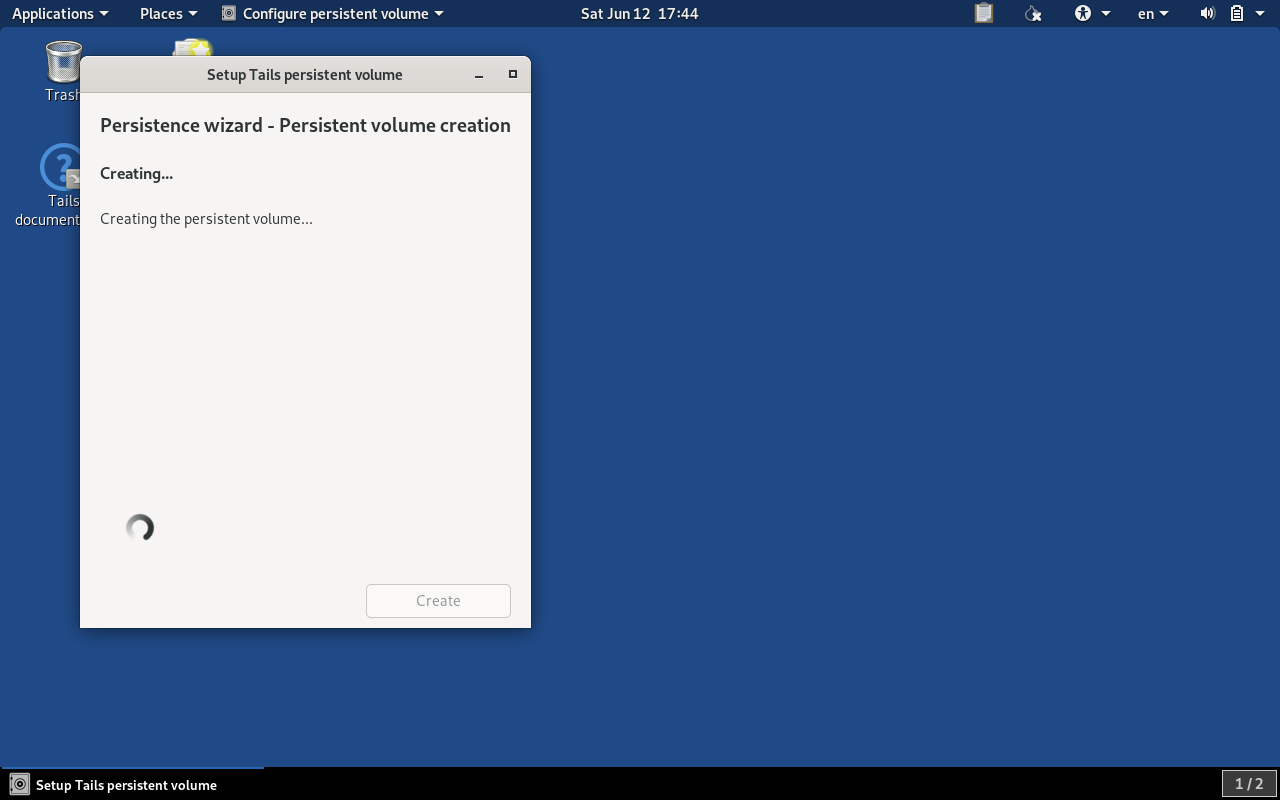 Applications
Places
Configure persistent volume
Sat Jun 12 17:44
en
Trash
Tails
document
Setup Tails persistent volume
Persistence wizard - Persistent volume creation
Creating...
Creating the persistent volume...
Create
Setup Tails persistent volume
1 / 2